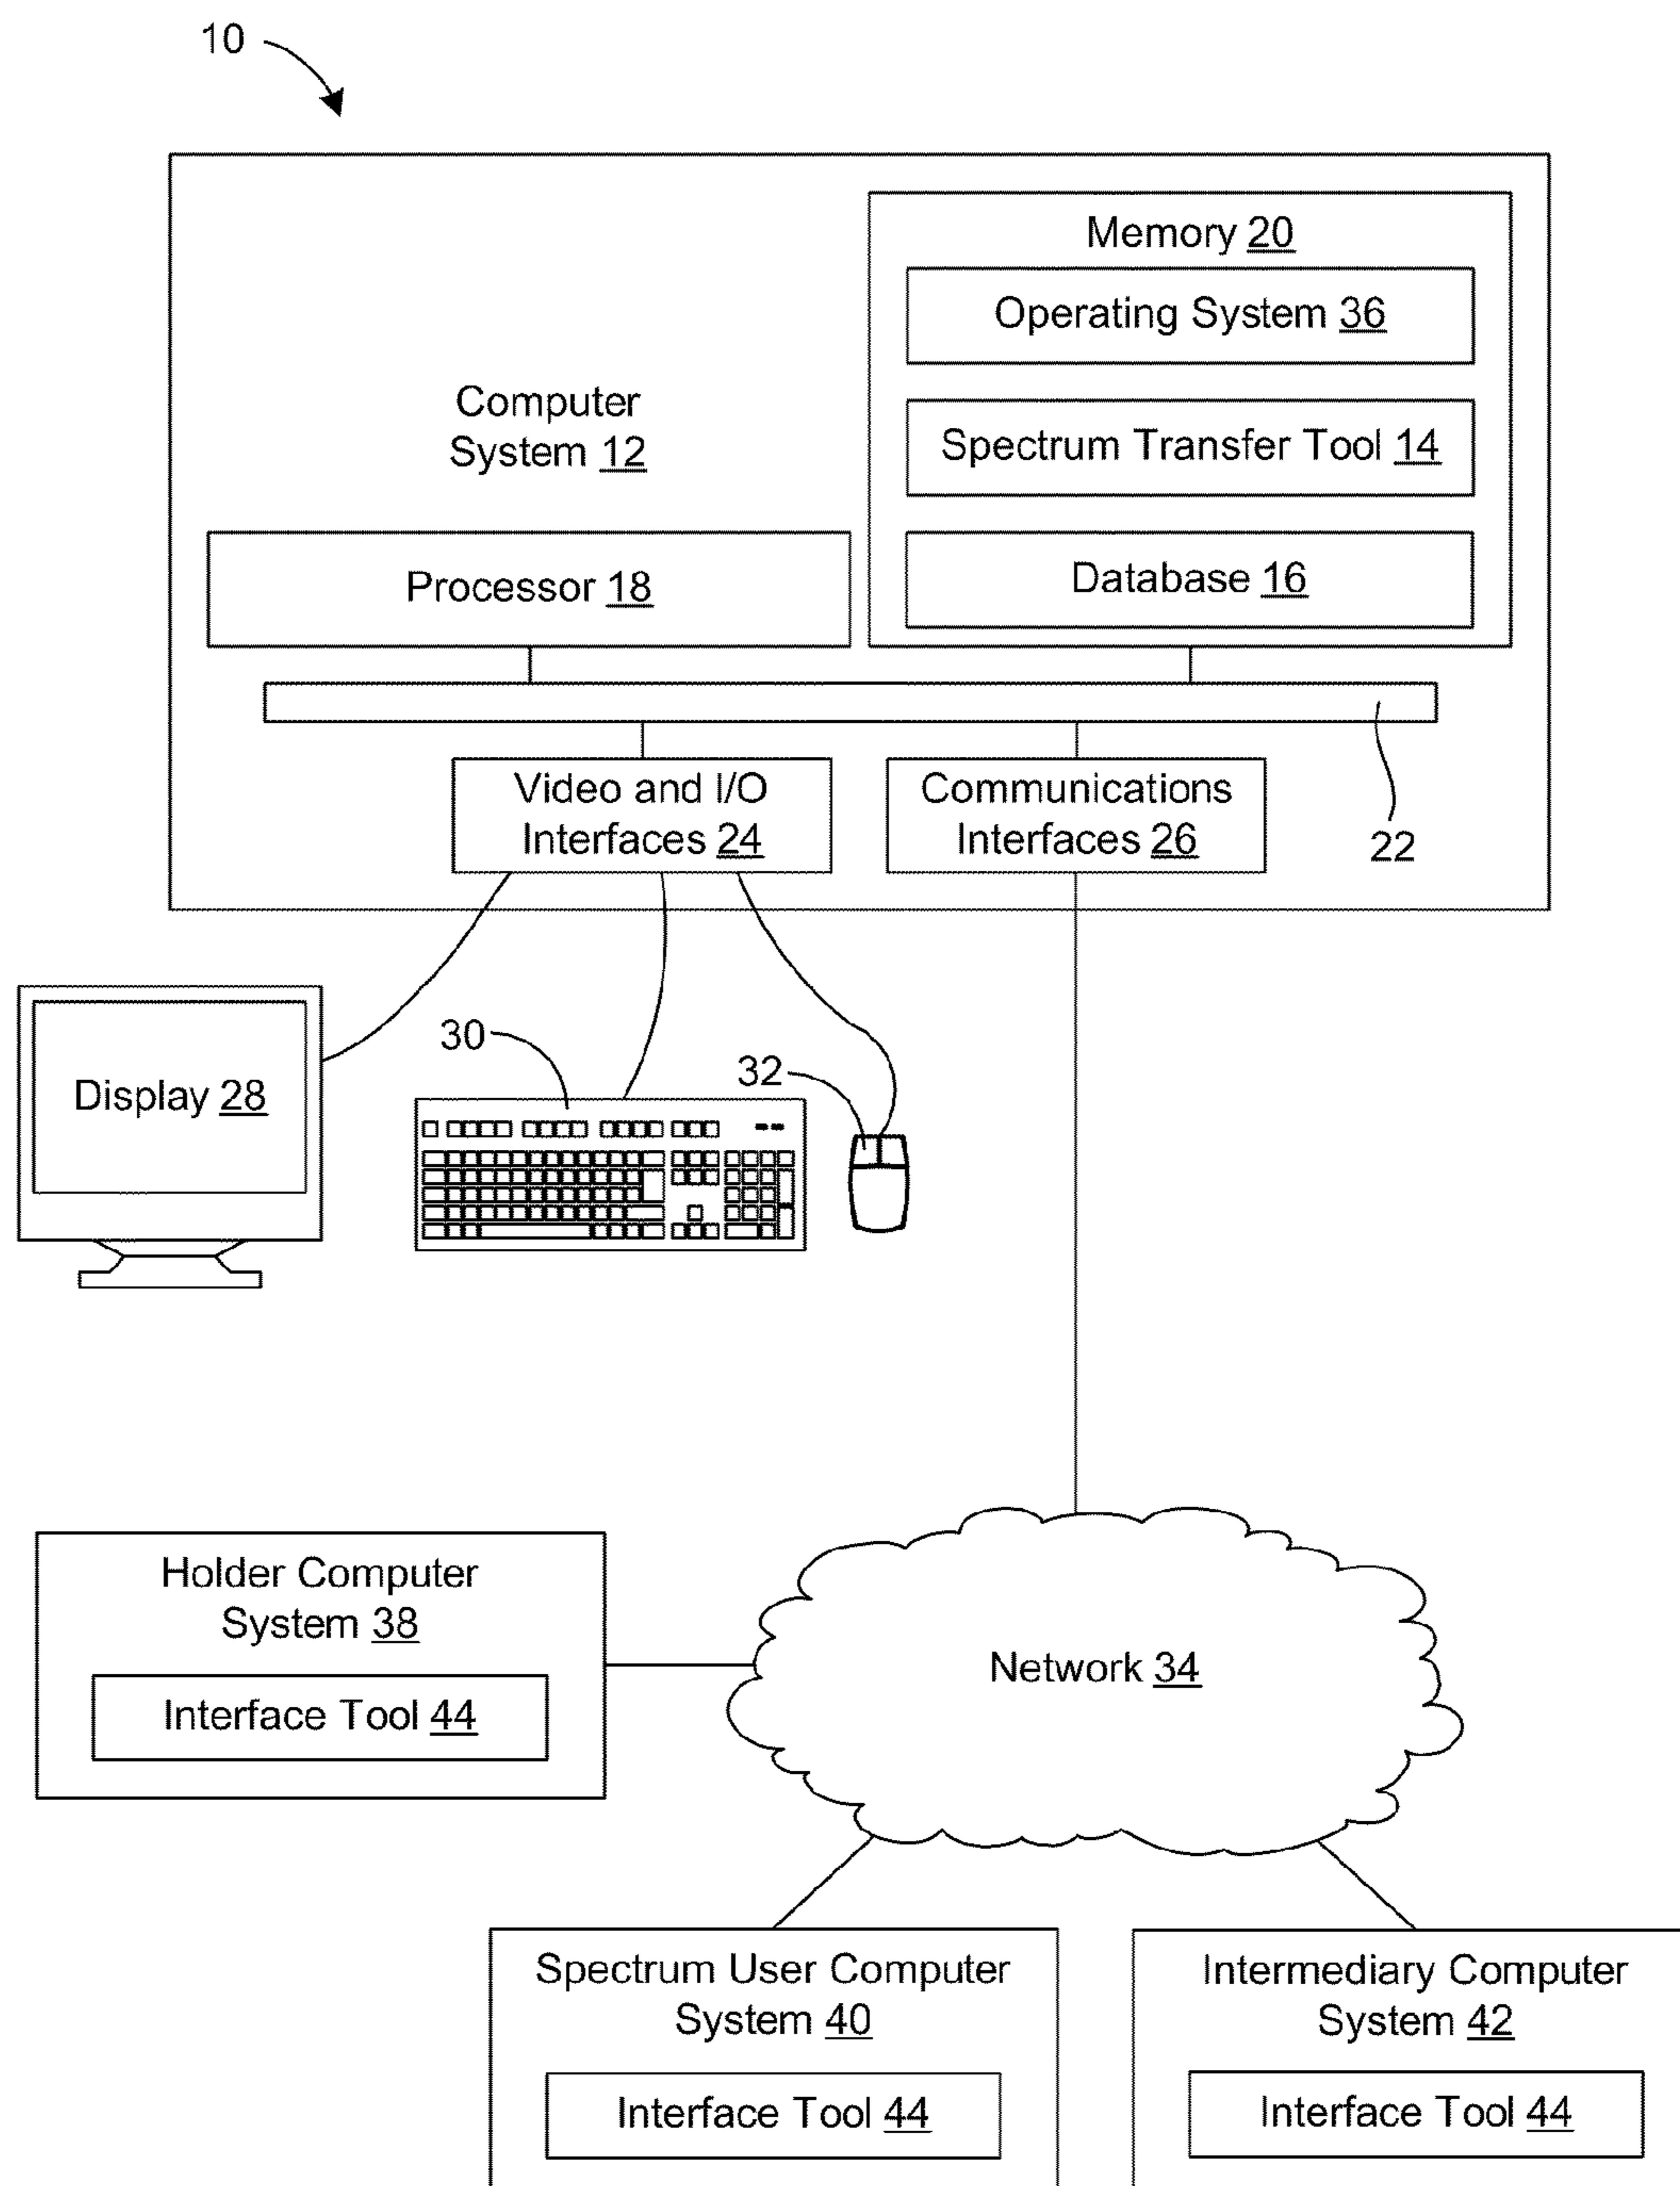 10
Memory 20
Operating System 36
Computer
System 12
Spectrum Transfer Tool 14
Processor 18
Database 16
Video and I/O
Interfaces 24
Communications
Interfaces 26
22
Display 28
30
32
Holder Computer
System 38
Interface Tool 44
Network 34
Spectrum User Computer
System 40
Interface Tool 44
Intermediary Computer
System 42
Interface Tool 44